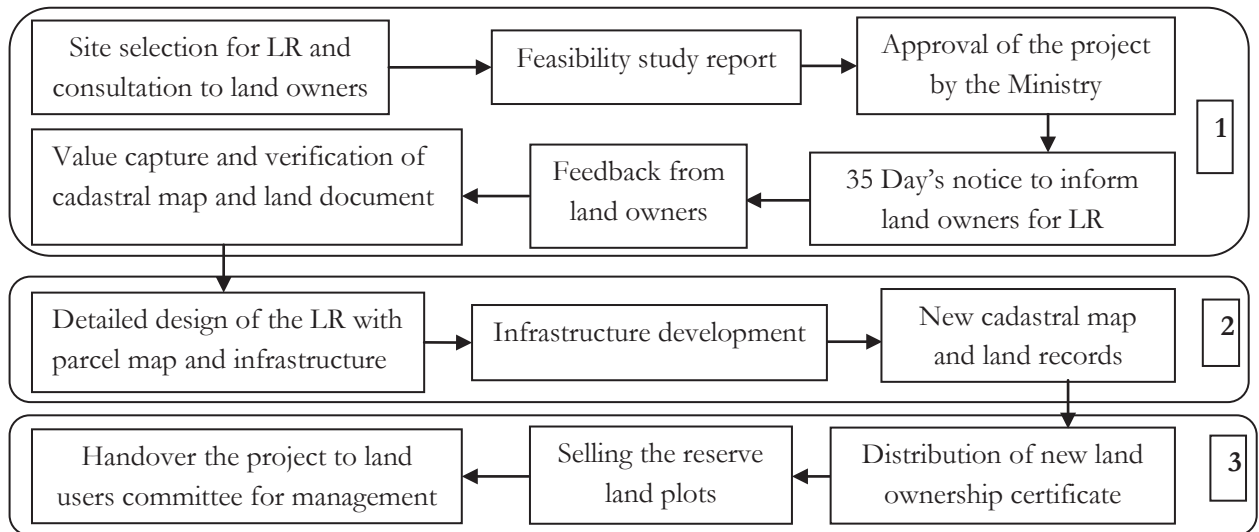 Site selection for LR and
consultation to land owners
Feasibility study report
Approval of the project
by the Ministry
1
35 Day's notice to inform
land owners for LR
Feedback from
land owners
Value capture and verification of
cadastral map and land document
Detailed design of the LR with
parcel map and infrastructure
Infrastructure development
New cadastral map
and land records
2
Distribution of new land
ownership certificate
Selling the reserve
land plots
Handover the project to land
users committee for management
3